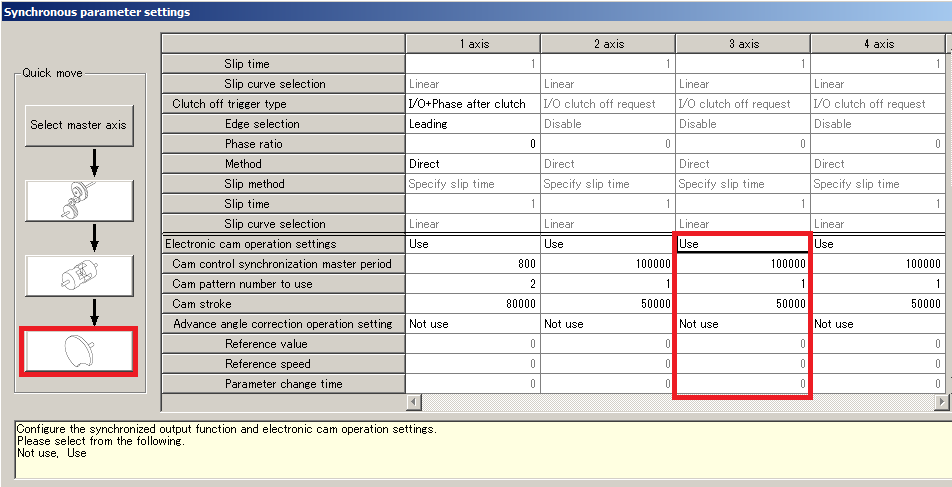 Synchronous parameter settings
Quick move
Select master axis
1 axis 2 axis 3 axis 4 axis
Slip time 1 1 1 1
Slip curve selection Linear Linear Linear Linear
Clutch off trigger type I/O+Phase after clutch I/O clutch off request I/O clutch off request I/O clutch off request
Edge selection Leading Disable Disable Disable
Phase ratio 0 0 0 0
Method Direct Direct Direct Direct
Slip method Specify slip time Specify slip time Specify slip time Specify slip time
Slip time 1 1 1 1
Slip curve selection Linear Linear Linear Linear
Electronic cam operation settings Use Use Use Use
Cam control synchronization master period 800 100000 100000 100000
Cam pattern number to use 2 1 1 1
Cam stroke 80000 50000 50000 50000
Advance angle correction operation setting Not use Not use Not use Not use
Reference value 0 0 0 0
Reference speed 0 0 0 0
Parameter change time 0 0 0 0
Configure the synchronized output function and electronic cam operation settings.
Please select from the following.
Not use, Use